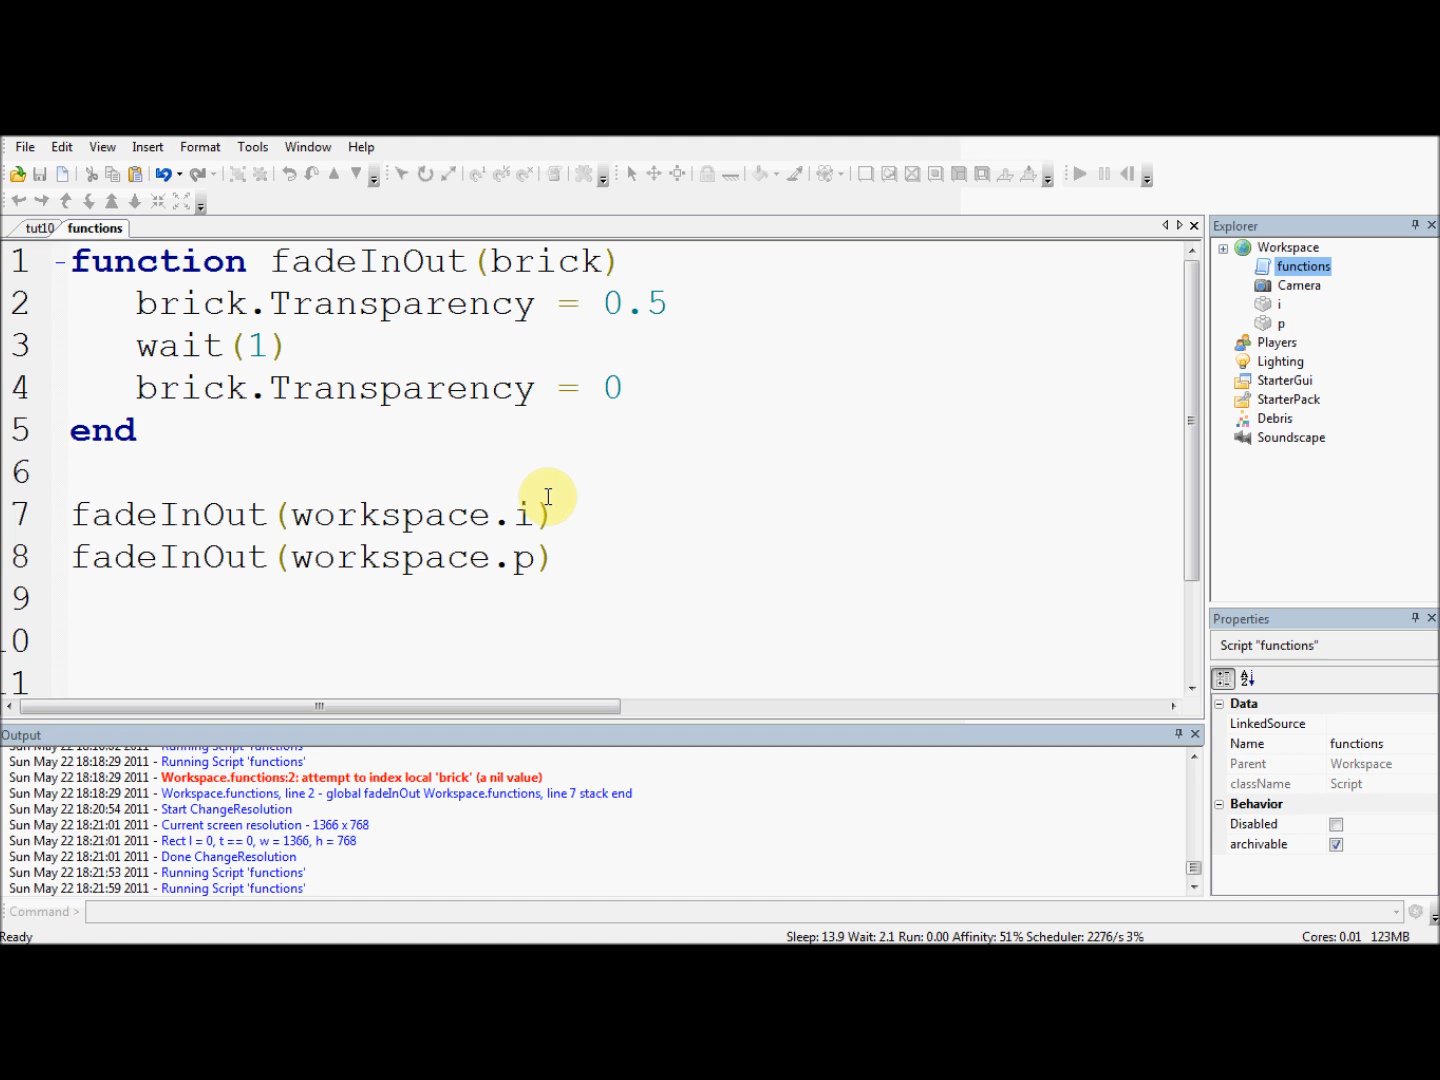 File Edit View Insert Format Tools Window Help
tut10 functions
1 -function fadeInOut(brick)
2 brick.Transparency = 0.5
3 wait(1)
4 brick.Transparency = 0
5 end
6
7 fadeInOut(workspace.i)
8 fadeInOut(workspace.p)
9
10
11
Output
Sun May 22 18:18:29 2011 - Running Script 'functions'
Sun May 22 18:18:29 2011 - Workspace.functions:2: attempt to index local 'brick' (a nil value)
Sun May 22 18:18:29 2011 - Workspace.functions, line 2 - global fadeInOut Workspace.functions, line 7 stack end
Sun May 22 18:20:54 2011 - Start ChangeResolution
Sun May 22 18:21:01 2011 - Current screen resolution - 1366 x 768
Sun May 22 18:21:01 2011 - Rect l = 0, t == 0, w = 1366, h = 768
Sun May 22 18:21:01 2011 - Done ChangeResolution
Sun May 22 18:21:53 2011 - Running Script 'functions'
Sun May 22 18:21:59 2011 - Running Script 'functions'
Command >
Ready
Sleep: 13.9 Wait: 2.1 Run: 0.00 Affinity: 51% Scheduler: 2276/s 3%
Cores: 0.01 123MB
Explorer
Workspace
functions
Camera
i
p
Players
Lighting
StarterGui
StarterPack
Debris
Soundscape
Properties
Script "functions"
Data
LinkedSource
Name functions
Parent Workspace
className Script
Behavior
Disabled
archivable